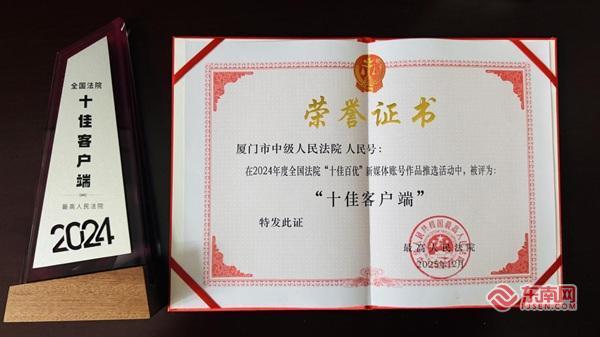 全国法院
十佳客户端
最高人民法院
2024
荣誉证书
厦门市中级人民法院 人民号：
在2024年度全国法院“十佳百优”新媒体账号作品推选活动中，被评为：
“十佳客户端”
特发此证
最高人民法院
东南网
FJSEN.COM